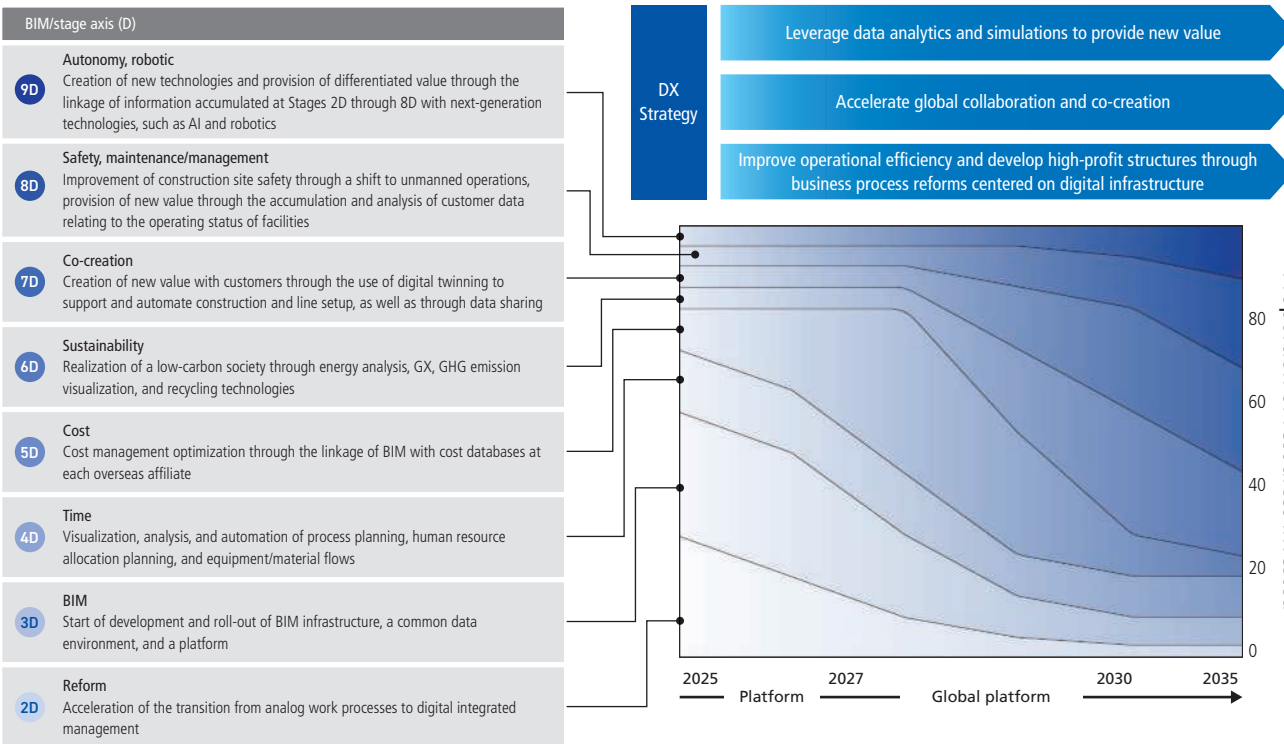 BIM/stage axis (D)
9D
Autonomy, robotic
Creation of new technologies and provision of differentiated value through the
linkage of information accumulated at Stages 2D through 8D with next-generation
technologies, such as AI and robotics
8D
Safety, maintenance/management
Improvement of construction site safety through a shift to unmanned operations,
provision of new value through the accumulation and analysis of customer data
relating to the operating status of facilities
7D
Co-creation
Creation of new value with customers through the use of digital twinning to
support and automate construction and line setup, as well as through data sharing
6D
Sustainability
Realization of a low-carbon society through energy analysis, GX, GHG emission
visualization, and recycling technologies
5D
Cost
Cost management optimization through the linkage of BIM with cost databases at
each overseas affiliate
4D
Time
Visualization, analysis, and automation of process planning, human resource
allocation planning, and equipment/material flows
3D
BIM
Start of development and roll-out of BIM infrastructure, a common data
environment, and a platform
2D
Reform
Acceleration of the transition from analog work processes to digital integrated
management
DX
Strategy
Leverage data analytics and simulations to provide new value
Accelerate global collaboration and co-creation
Improve operational efficiency and develop high-profit structures through
business process reforms centered on digital infrastructure
80
60
40
20
0
2025
2027
2030
2035
Platform
Global platform